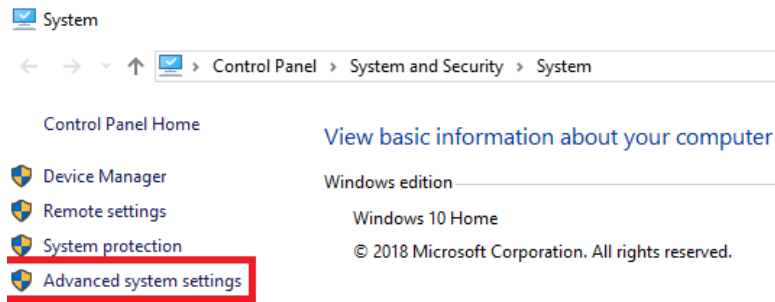 System
Control Panel > System and Security > System
Control Panel Home
View basic information about your computer
Device Manager
Windows edition
Remote settings
Windows 10 Home
System protection
© 2018 Microsoft Corporation. All rights reserved.
Advanced system settings